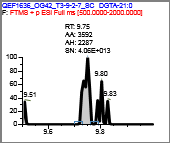 QEF1636_OG42_T3-9-2-7_SC DGTA-21:0
F: FTMS + p ESI Full ms [500.0000-2000.0000]
RT: 9.75
AA: 3592
AH: 2287
SN: 4.06E+013
100
80
60
40
20
0
9.51
9.80
9.83
9.6
9.8